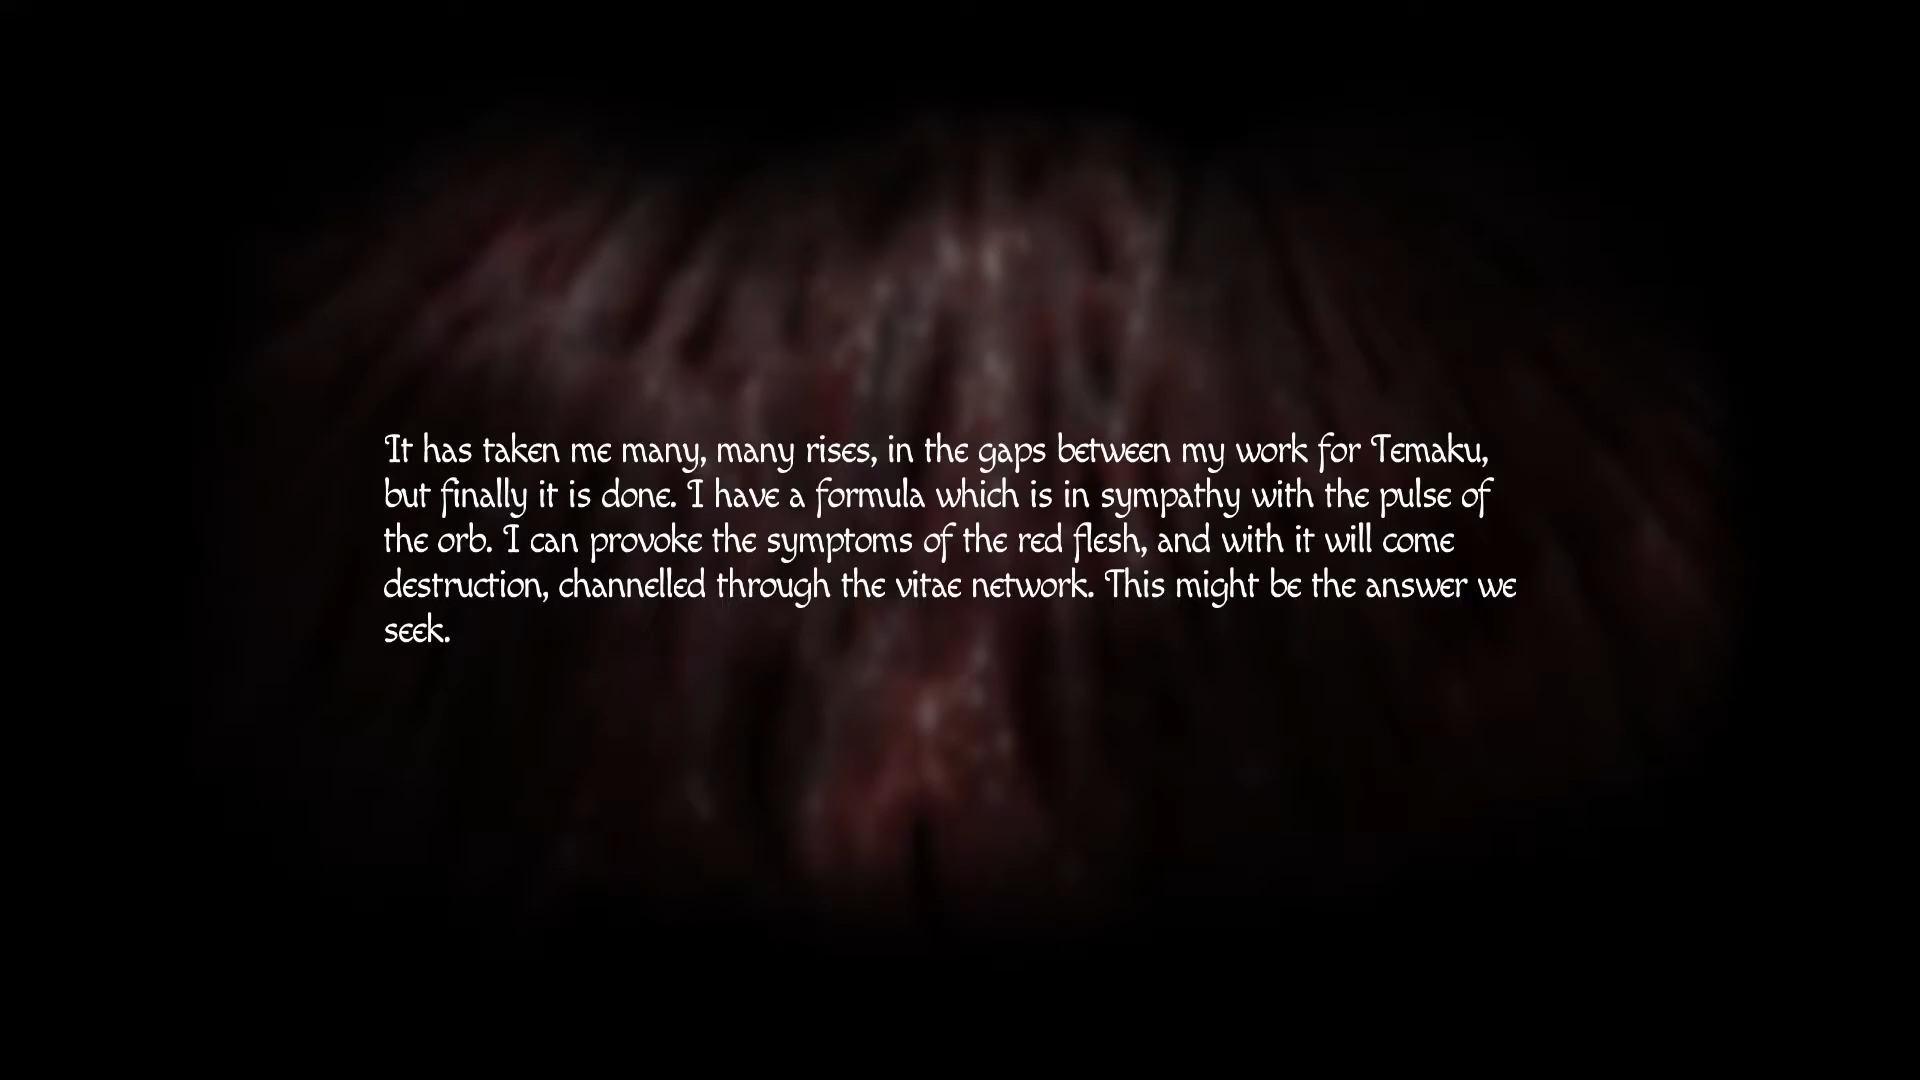 It has taken me many, many rises, in the gaps between my work for Temaku,
but finally it is done. I have a formula which is in sympathy with the pulse of
the orb. I can provoke the symptoms of the red flesh, and with it will come
destruction, channelled through the vitae network. This might be the answer we
seek.